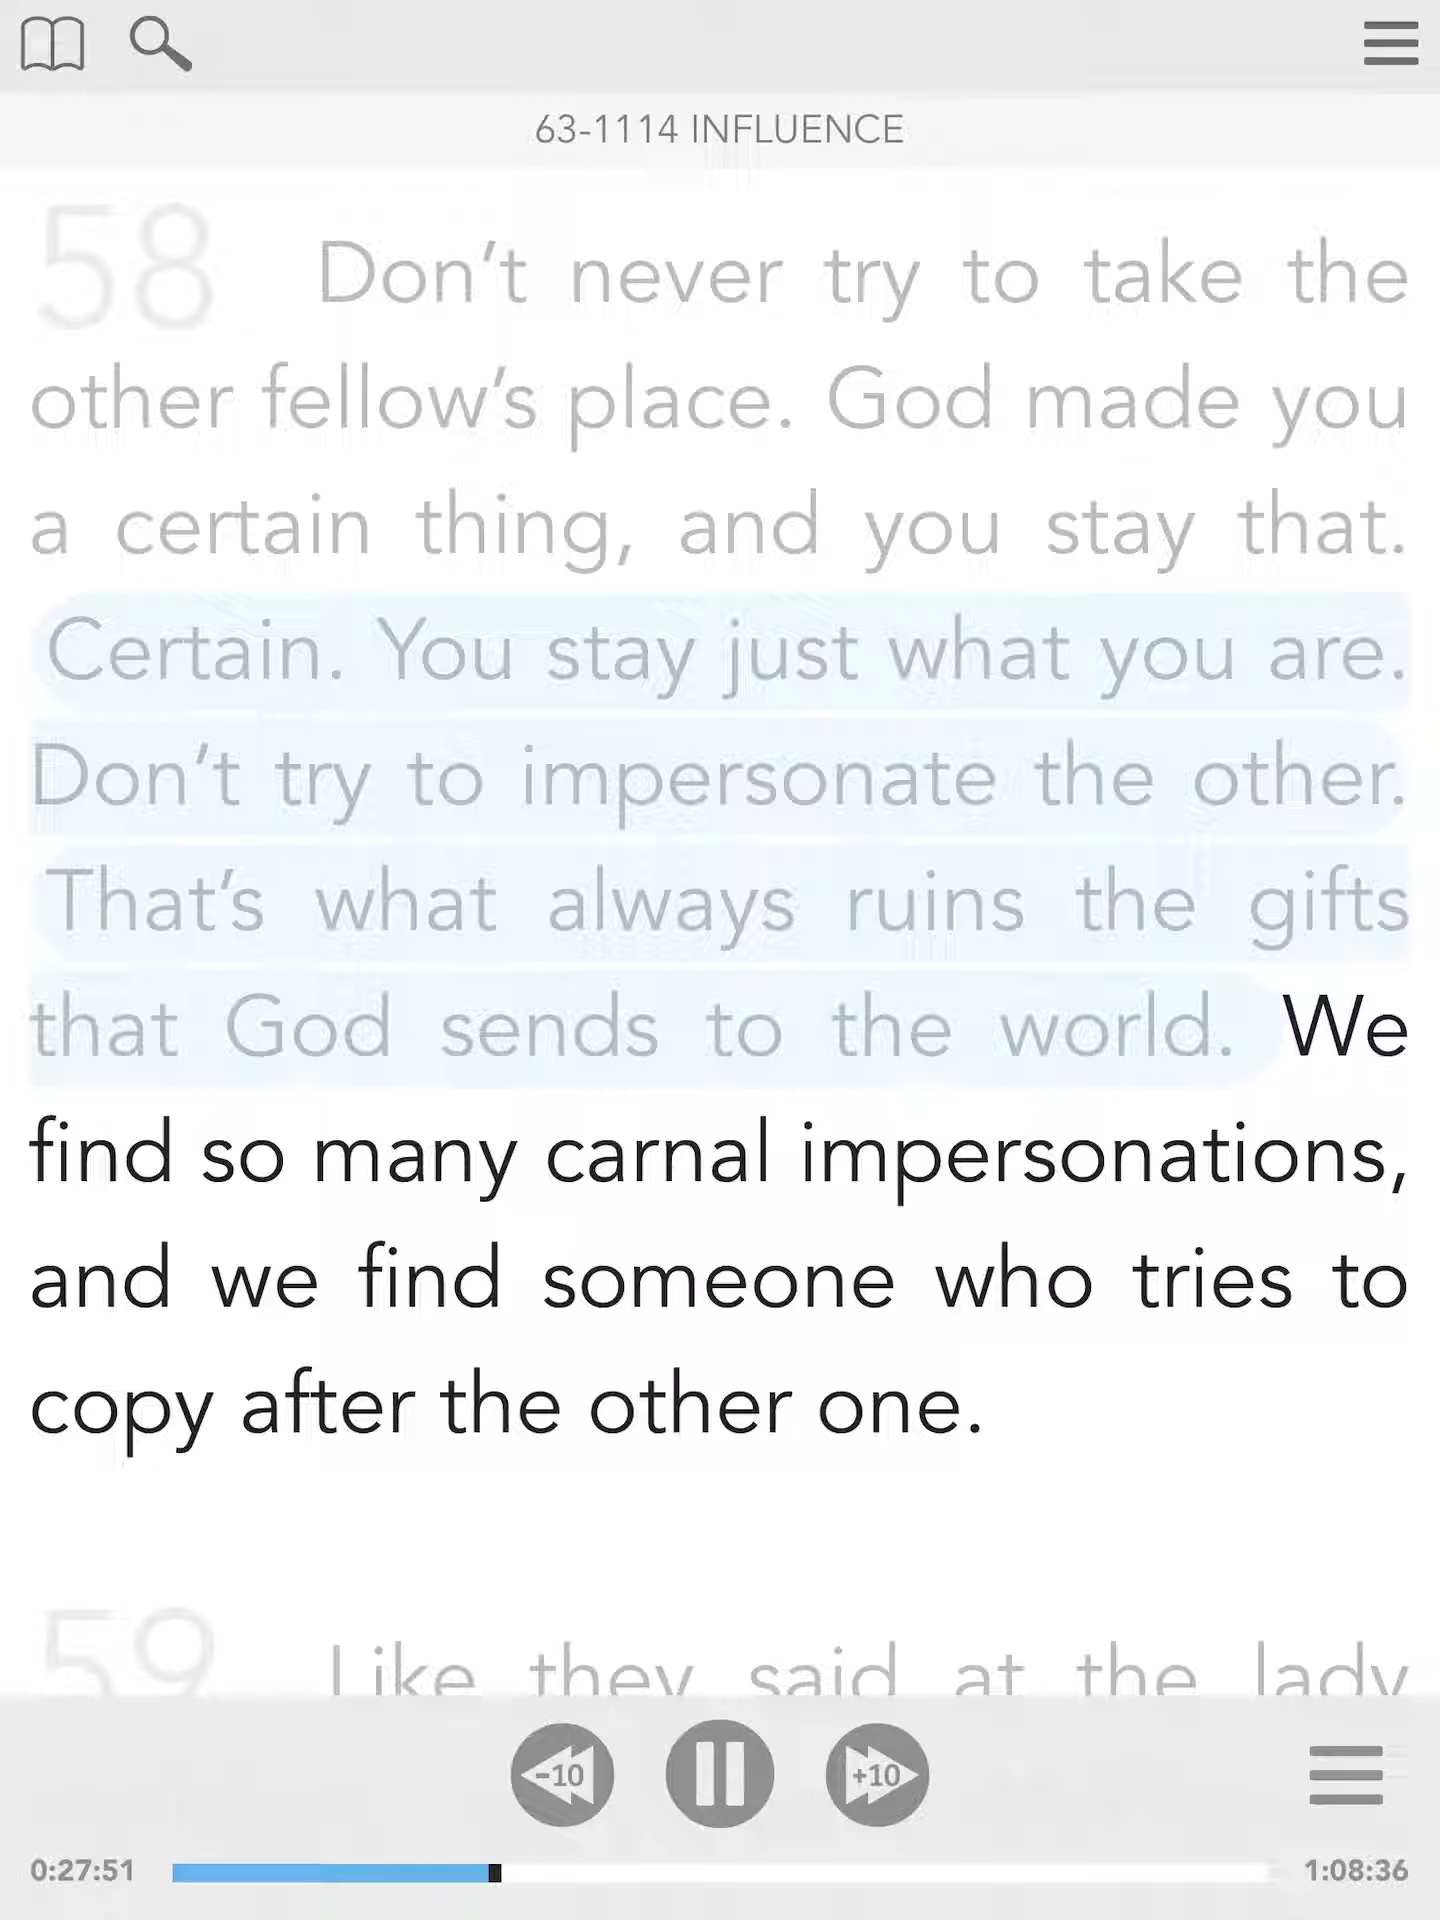 63-1114 INFLUENCE
58 Don't never try to take the
other fellow's place. God made you
a certain thing, and you stay that.
Certain. You stay just what you are.
Don't try to impersonate the other.
That's what always ruins the gifts
that God sends to the world. We
find so many carnal impersonations,
and we find someone who tries to
copy after the other one.
59 Like they said at the lady
-10 +10
0:27:51 1:08:36